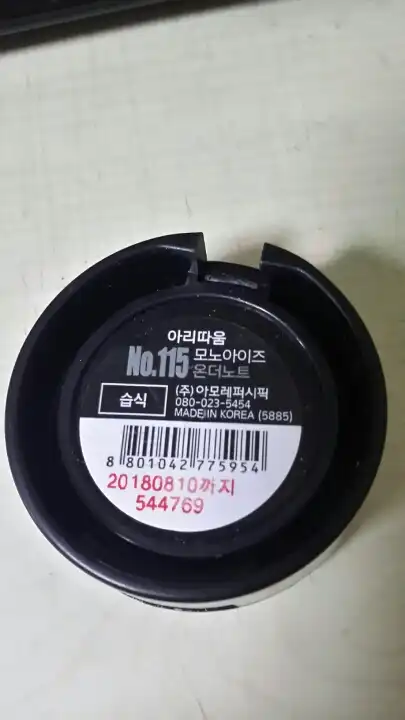 아리따움
No.115 모노아이즈
온더노트
습식 (주)아모레퍼시픽
080-023-5454
MADE IN KOREA (5885)
8 801042 775954
20180810까지
544769